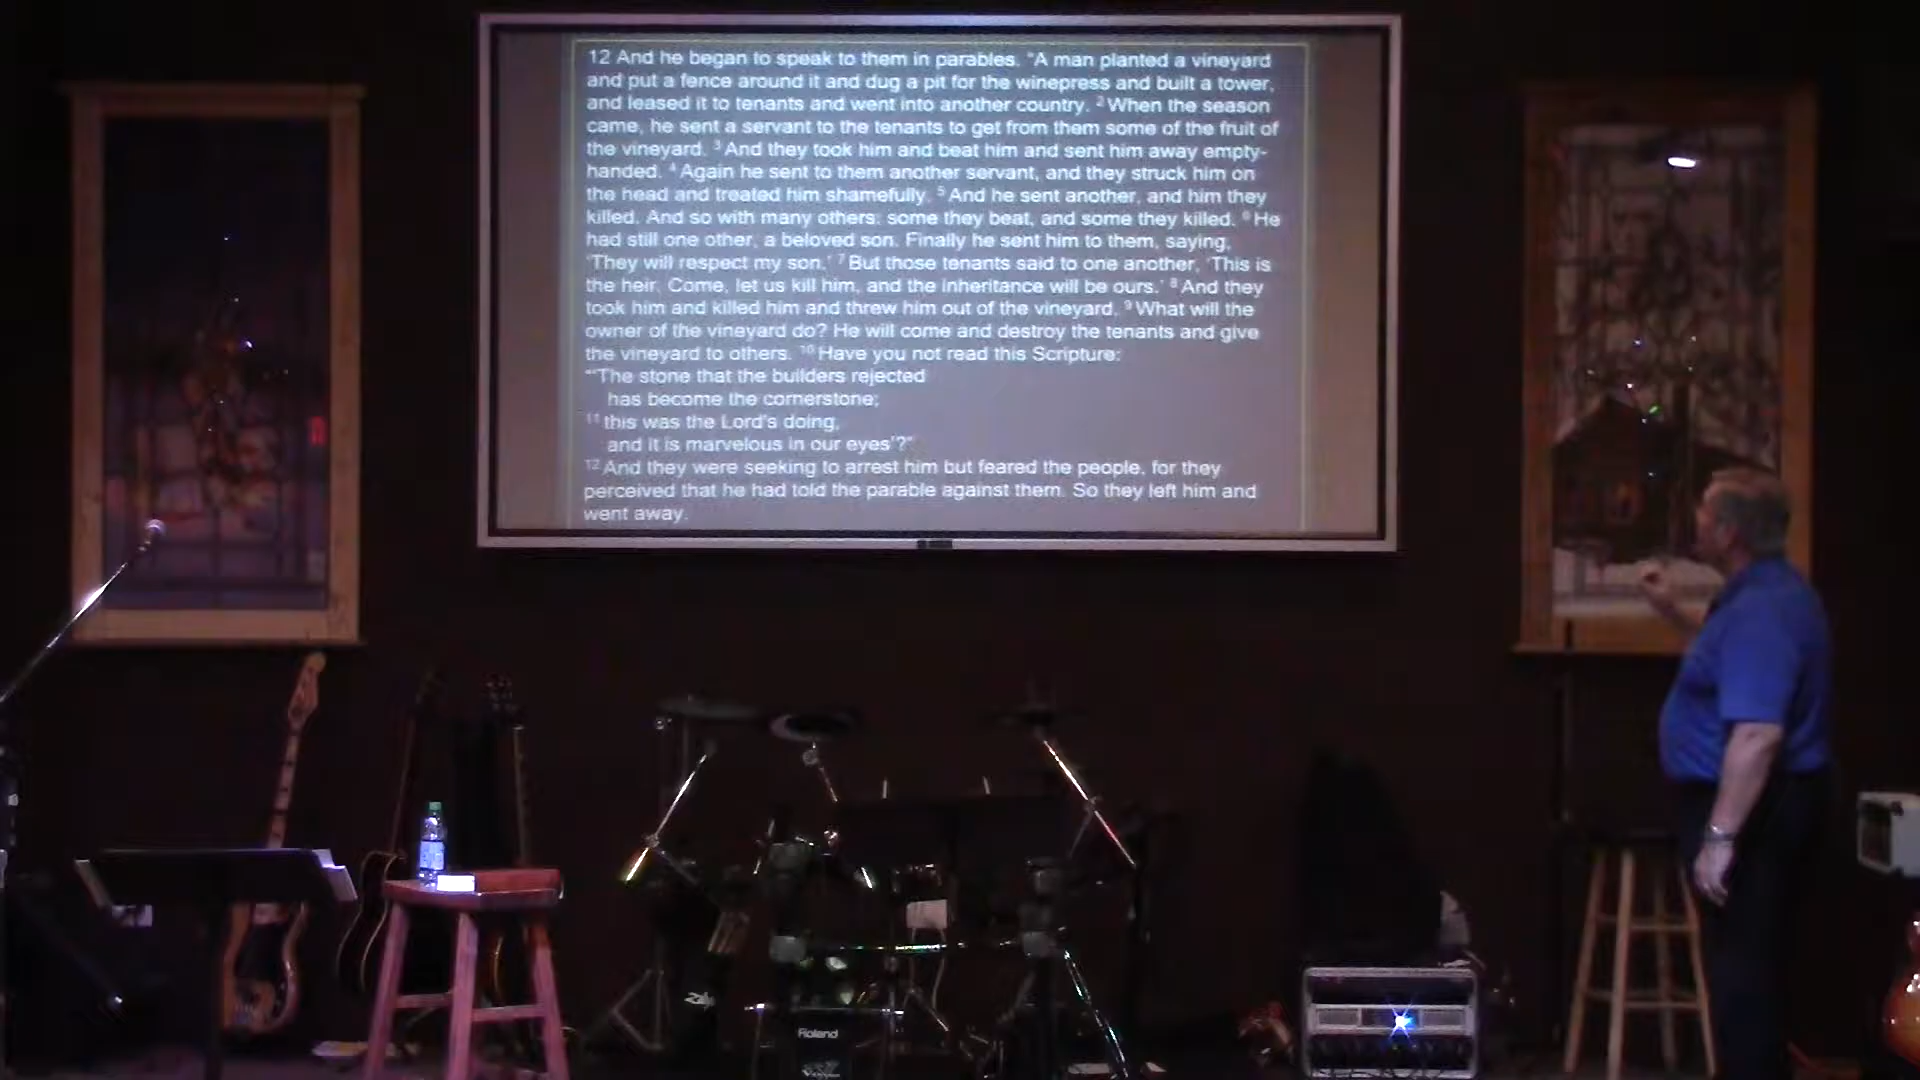 12 And he began to speak to them in parables. "A man planted a vineyard
and put a fence around it and dug a pit for the winepress and built a tower,
and leased it to tenants and went into another country. 2 When the season
came, he sent a servant to the tenants to get from them some of the fruit of
the vineyard. 3 And they took him and beat him and sent him away empty-
handed. 4 Again he sent to them another servant, and they struck him on
the head and treated him shamefully. 5 And he sent another, and him they
killed. And so with many others: some they beat, and some they killed. 6 He
had still one other, a beloved son. Finally he sent him to them, saying,
'They will respect my son.' 7 But those tenants said to one another, 'This is
the heir. Come, let us kill him, and the inheritance will be ours.' 8 And they
took him and killed him and threw him out of the vineyard. 9 What will the
owner of the vineyard do? He will come and destroy the tenants and give
the vineyard to others. 10 Have you not read this Scripture:
"'The stone that the builders rejected
has become the cornerstone;
11 this was the Lord's doing,
and it is marvelous in our eyes'?"
12 And they were seeking to arrest him but feared the people, for they
perceived that he had told the parable against them. So they left him and
went away.
Roland